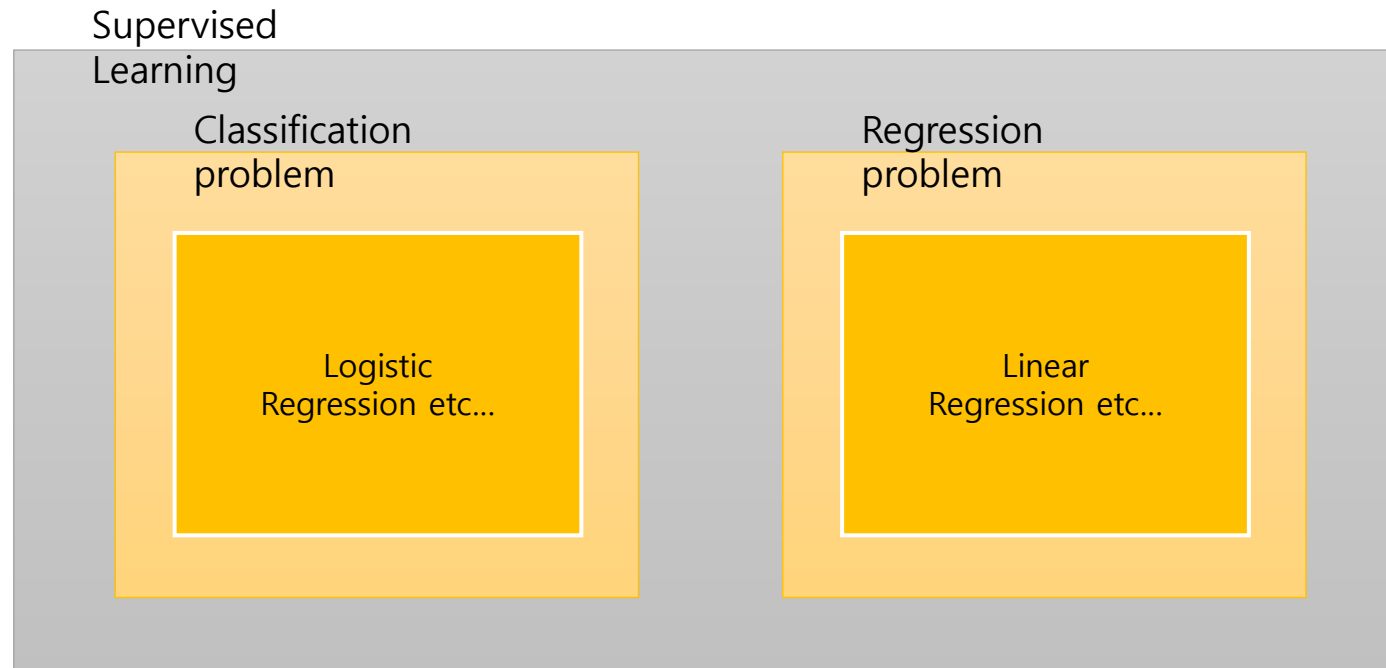 Supervised
Learning
Classification
problem
Regression
problem
Logistic
Regression etc...
Linear
Regression etc...